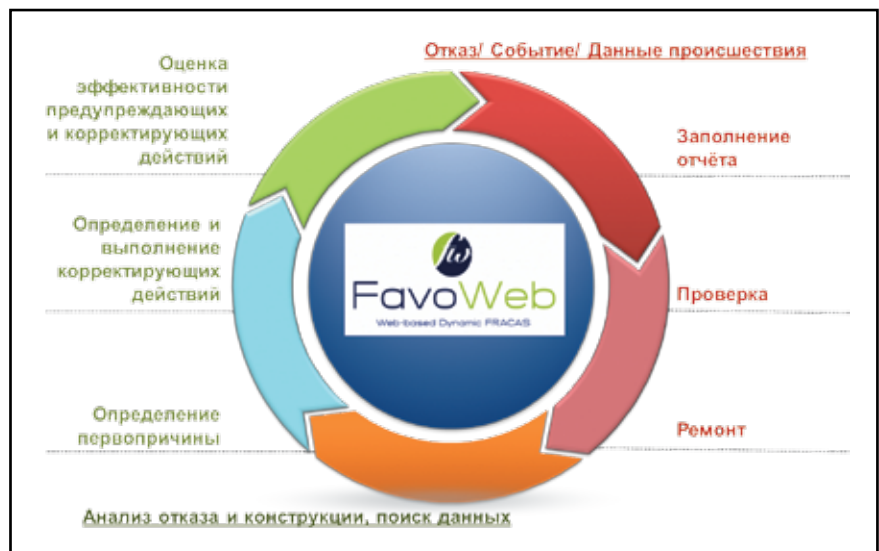 Отказ/ Событие/ Данные происшествия
Заполнение
отчёта
Проверка
Ремонт
Анализ отказа и конструкции, поиск данных
Определение
первопричины
Определение и
выполнение
корректирующих
действий
Оценка
эффективности
предупреждающих
и корректирующих
действий
fw
FavoWeb
Web-based Dynamic FRACAS